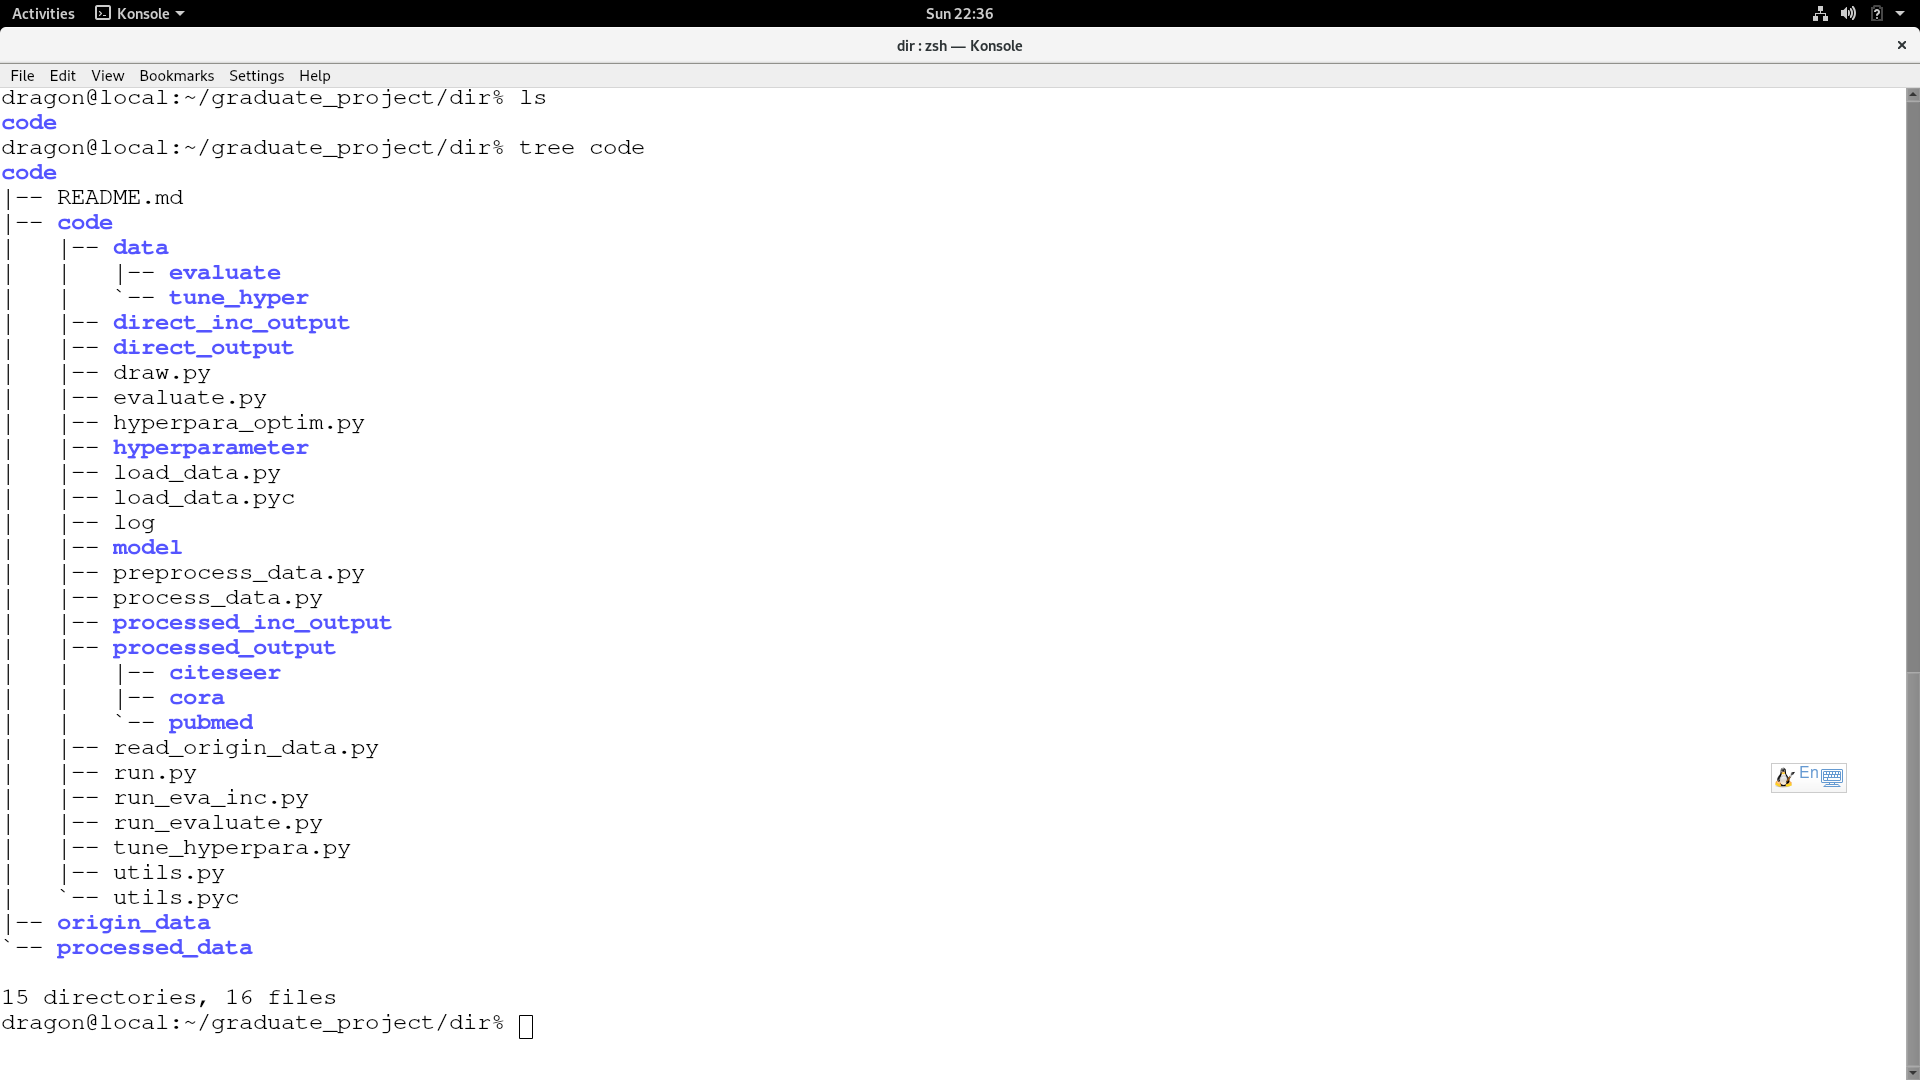 Activities Konsole Sun 22:36
dir : zsh — Konsole
File Edit View Bookmarks Settings Help
dragon@local:~/graduate_project/dir% ls
code
dragon@local:~/graduate_project/dir% tree code
code
|-- README.md
|-- code
|   |-- data
|   |   |-- evaluate
|   |   `-- tune_hyper
|   |-- direct_inc_output
|   |-- direct_output
|   |-- draw.py
|   |-- evaluate.py
|   |-- hyperpara_optim.py
|   |-- hyperparameter
|   |-- load_data.py
|   |-- load_data.pyc
|   |-- log
|   |-- model
|   |-- preprocess_data.py
|   |-- process_data.py
|   |-- processed_inc_output
|   |-- processed_output
|   |   |-- citeseer
|   |   |-- cora
|   |   `-- pubmed
|   |-- read_origin_data.py
|   |-- run.py
|   |-- run_eva_inc.py
|   |-- run_evaluate.py
|   |-- tune_hyperpara.py
|   |-- utils.py
|   `-- utils.pyc
|-- origin_data
`-- processed_data
15 directories, 16 files
dragon@local:~/graduate_project/dir%
En